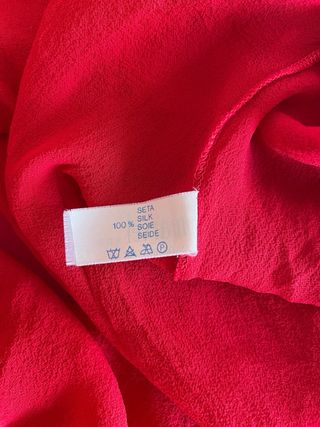 SETA
SILK
100 % SOIE
SEIDE
P